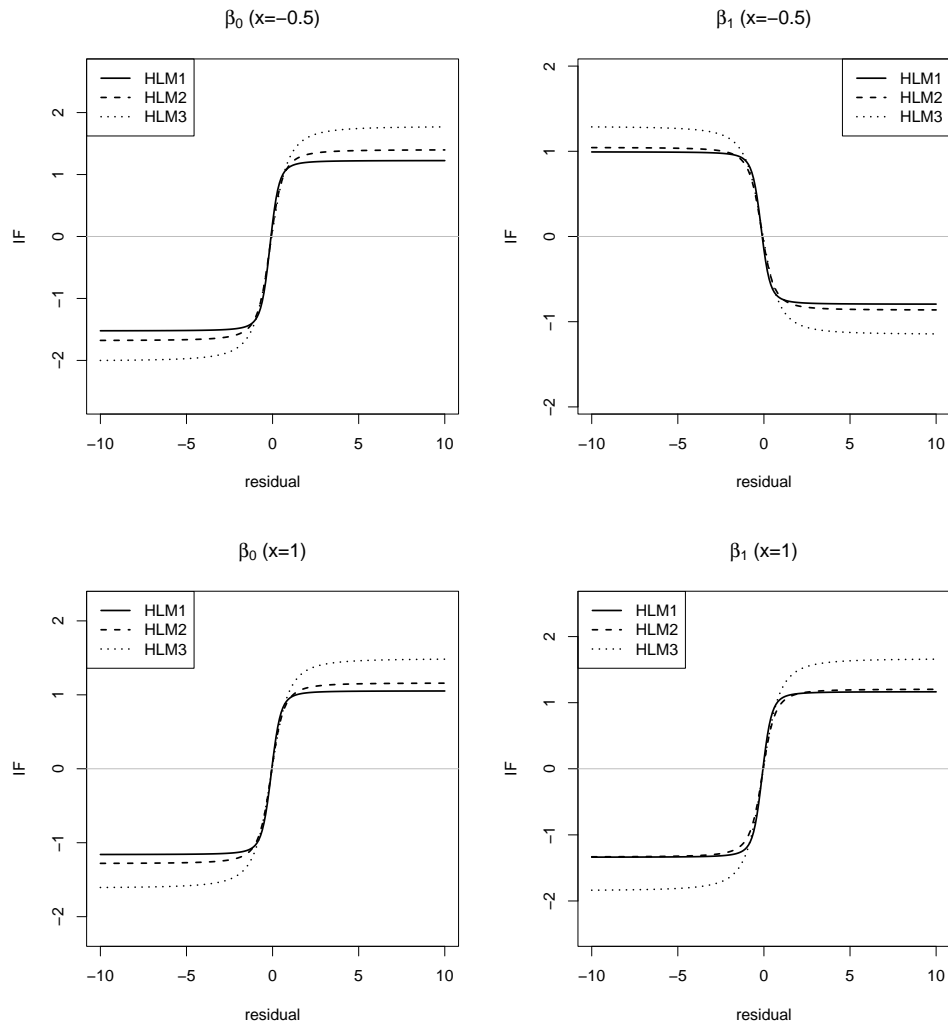 β0 (x=−0.5)
HLM1
HLM2
HLM3
IF
2
1
0
−1
−2
−10 −5 0 5 10
residual
β1 (x=−0.5)
HLM1
HLM2
HLM3
IF
2
1
0
−1
−2
−10 −5 0 5 10
residual
β0 (x=1)
HLM1
HLM2
HLM3
IF
2
1
0
−1
−2
−10 −5 0 5 10
residual
β1 (x=1)
HLM1
HLM2
HLM3
IF
2
1
0
−1
−2
−10 −5 0 5 10
residual